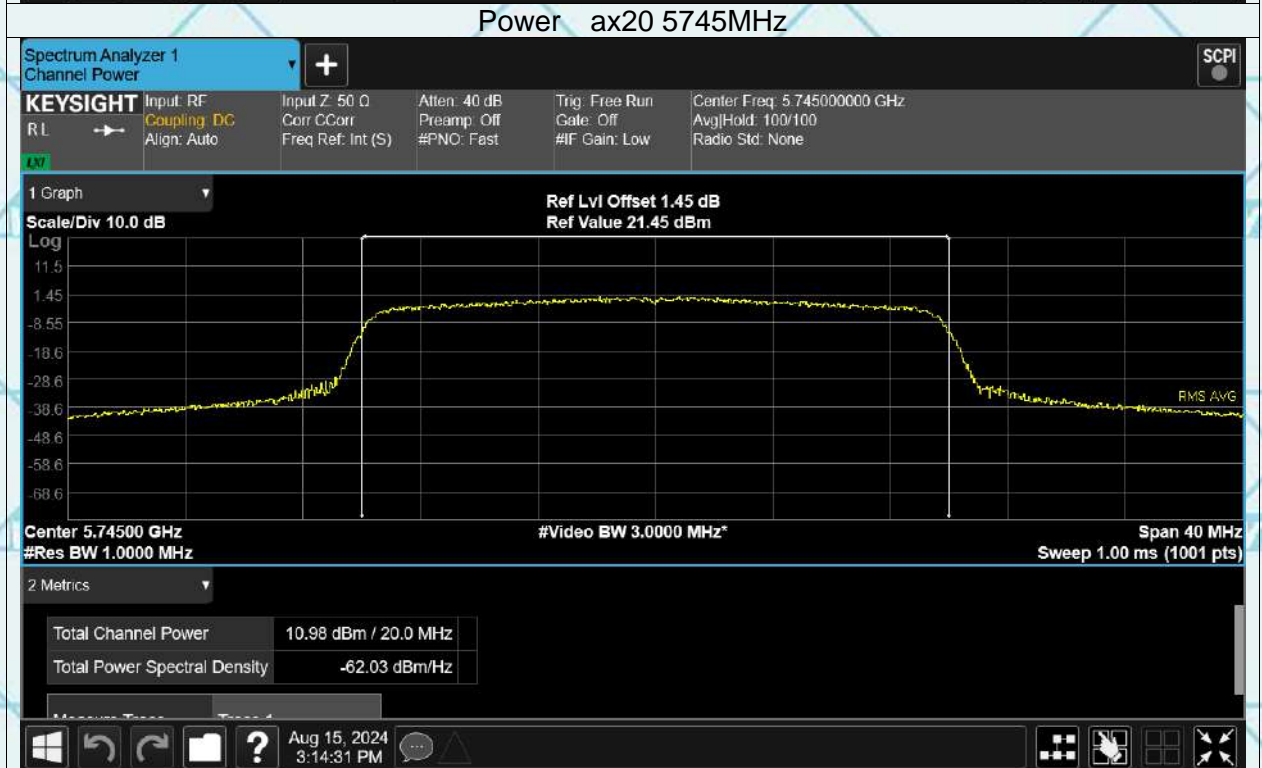 Power ax20 5745MHz
Spectrum Analyzer 1
Channel Power
SCPI
KEYSIGHT
RL
LXI
Input: RF
Coupling: DC
Align: Auto
Input Z: 50 Ω
Corr CCorr
Freq Ref: Int (S)
Atten: 40 dB
Preamp: Off
#PNO: Fast
Trig: Free Run
Gate: Off
#IF Gain: Low
Center Freq: 5.745000000 GHz
Avg|Hold: 100/100
Radio Std: None
1 Graph
Scale/Div 10.0 dB
Ref Lvl Offset 1.45 dB
Ref Value 21.45 dBm
Log
11.5
1.45
-8.55
-18.6
-28.6
-38.6
-48.6
-58.6
-68.6
RMS AVG
Center 5.74500 GHz
#Res BW 1.0000 MHz
#Video BW 3.0000 MHz*
Span 40 MHz
Sweep 1.00 ms (1001 pts)
2 Metrics
Total Channel Power 10.98 dBm / 20.0 MHz
Total Power Spectral Density -62.03 dBm/Hz
?
Aug 15, 2024
3:14:31 PM